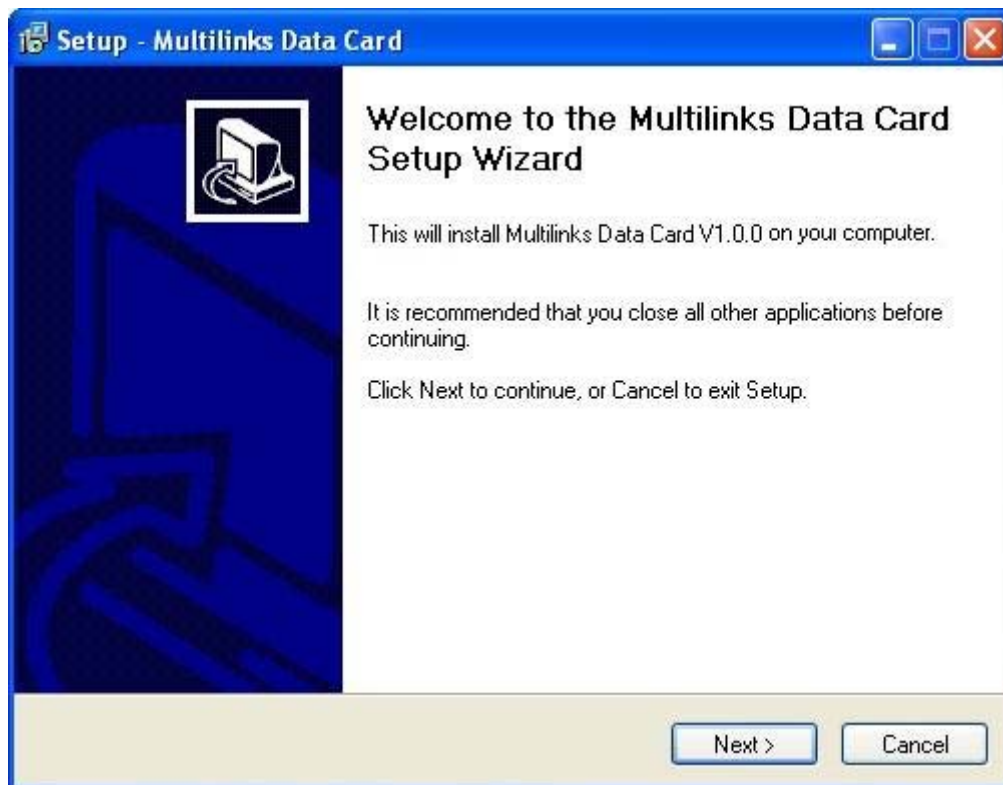 Setup - Multilinks Data Card
Welcome to the Multilinks Data Card
Setup Wizard
This will install Multilinks Data Card V1.0.0 on your computer.
It is recommended that you close all other applications before
continuing.
Click Next to continue, or Cancel to exit Setup.
Next >
Cancel